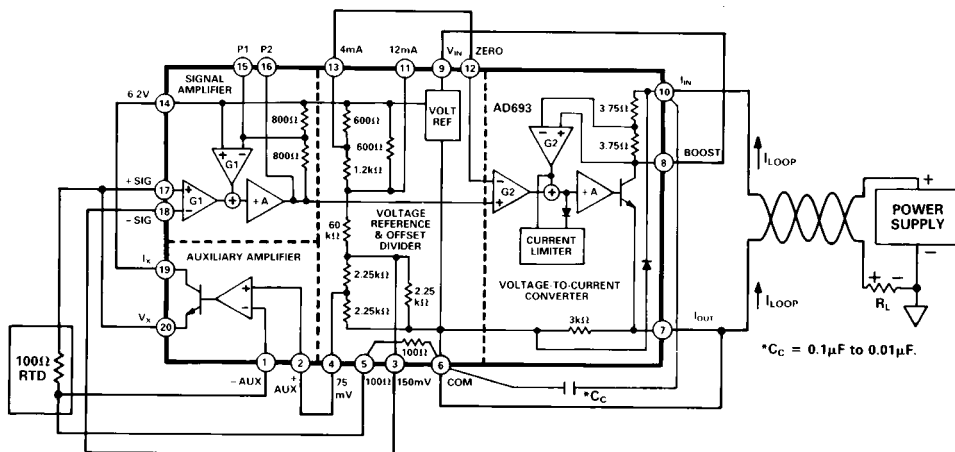 P1 P2 4mA 12mA V_IN ZERO
15 16 13 11 9 12
SIGNAL AMPLIFIER
6.2V
14
800Ω
800Ω
+ −
G1
+SIG
17
−SIG
18
+
−
G1
+
+A
600Ω
600Ω
1.2kΩ
VOLT REF
AD693
I_IN
10
3.75Ω
3.75Ω
− +
G2
8
BOOST
−
+
G2
+
+A
CURRENT LIMITER
60 kΩ
VOLTAGE REFERENCE & OFFSET DIVIDER
VOLTAGE-TO-CURRENT CONVERTER
AUXILIARY AMPLIFIER
I_X
19
V_X
20
+
−
2.25kΩ
2.25kΩ
2.25 kΩ
3kΩ
7
I_OUT
100Ω
1 2 4 5 3 6
−AUX
+ AUX
75 mV
100Ω
150mV
COM
*C_C
100Ω RTD
I_LOOP
I_LOOP
+
POWER SUPPLY
−
+ −
R_L
*C_C = 0.1μF to 0.01μF.